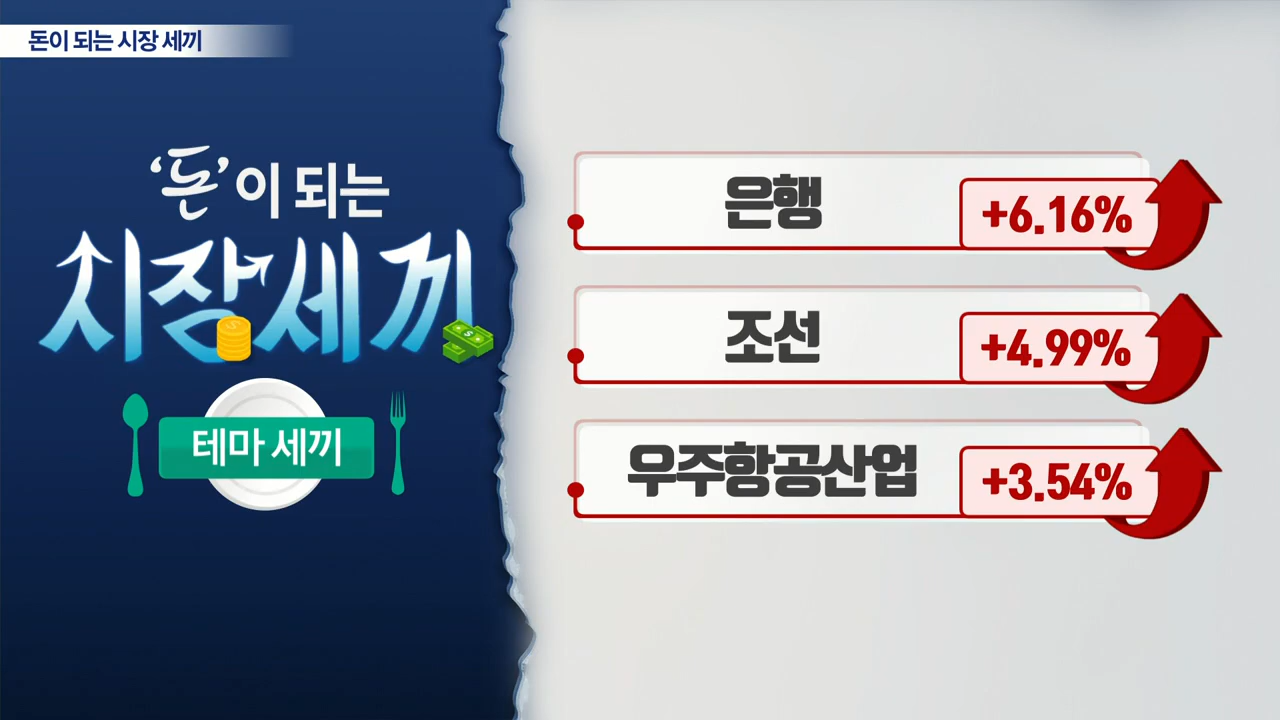 돈이 되는 시장 세끼
‘돈’이 되는
시장세끼
테마 세끼
은행
+6.16%
조선
+4.99%
우주항공산업
+3.54%